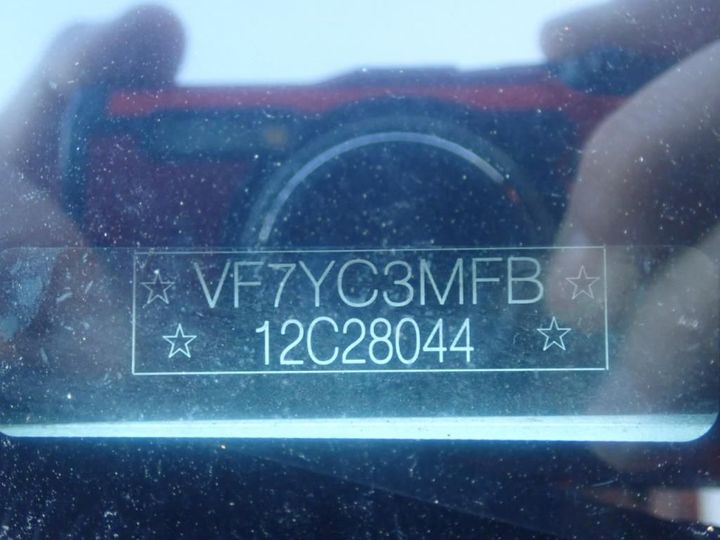 ☆ VF7YC3MFB ☆
☆ 12C28044 ☆